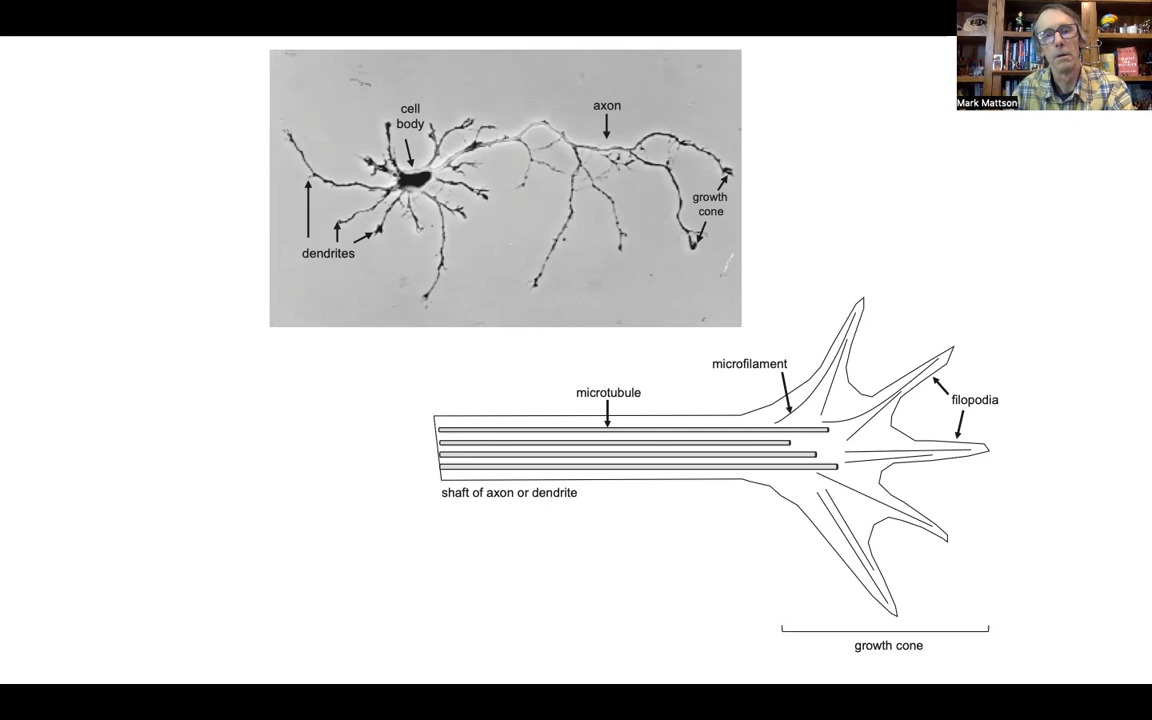 Mark Mattson
cell
body
axon
growth
cone
dendrites
microfilament
microtubule
filopodia
shaft of axon or dendrite
growth cone